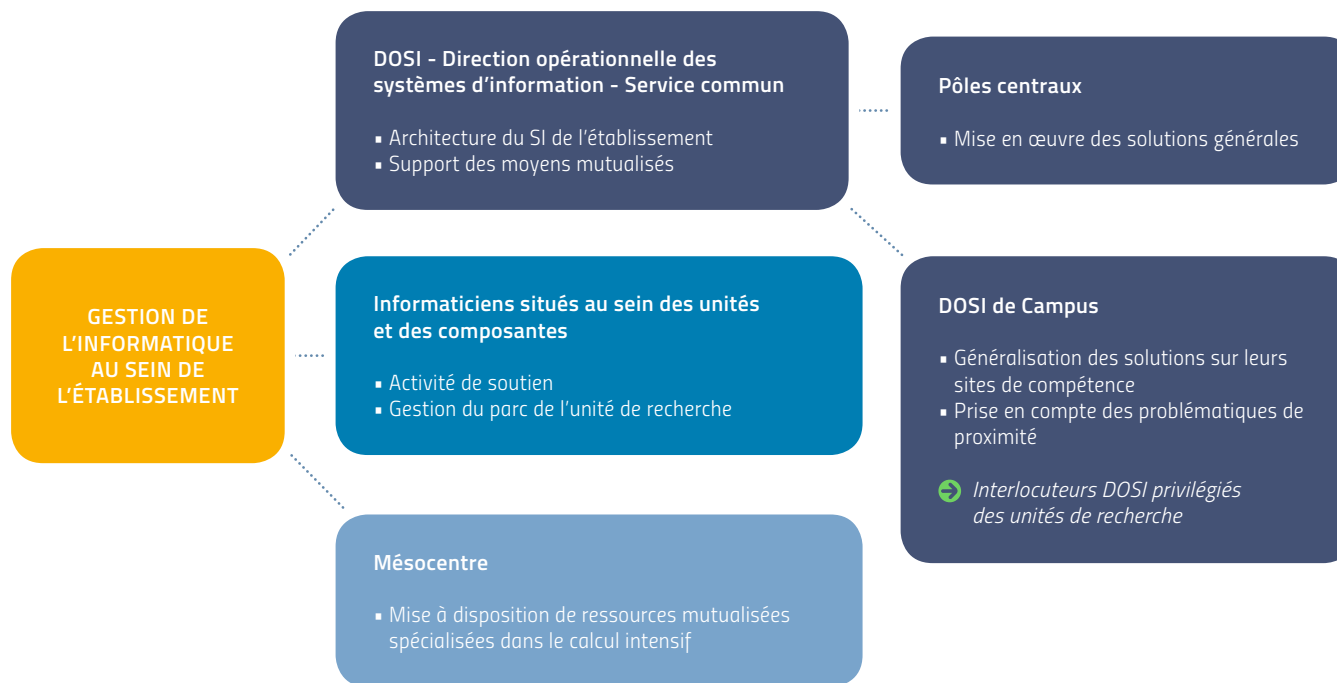 DOSI - Direction opérationnelle des
systèmes d’information - Service commun
▪ Architecture du SI de l’établissement
▪ Support des moyens mutualisés
Pôles centraux
▪ Mise en œuvre des solutions générales
GESTION DE
L’INFORMATIQUE
AU SEIN DE
L’ÉTABLISSEMENT
Informaticiens situés au sein des unités
et des composantes
▪ Activité de soutien
▪ Gestion du parc de l’unité de recherche
DOSI de Campus
▪ Généralisation des solutions sur leurs
sites de compétence
▪ Prise en compte des problématiques de
proximité
Interlocuteurs DOSI privilégiés
des unités de recherche
Mésocentre
▪ Mise à disposition de ressources mutualisées
spécialisées dans le calcul intensif